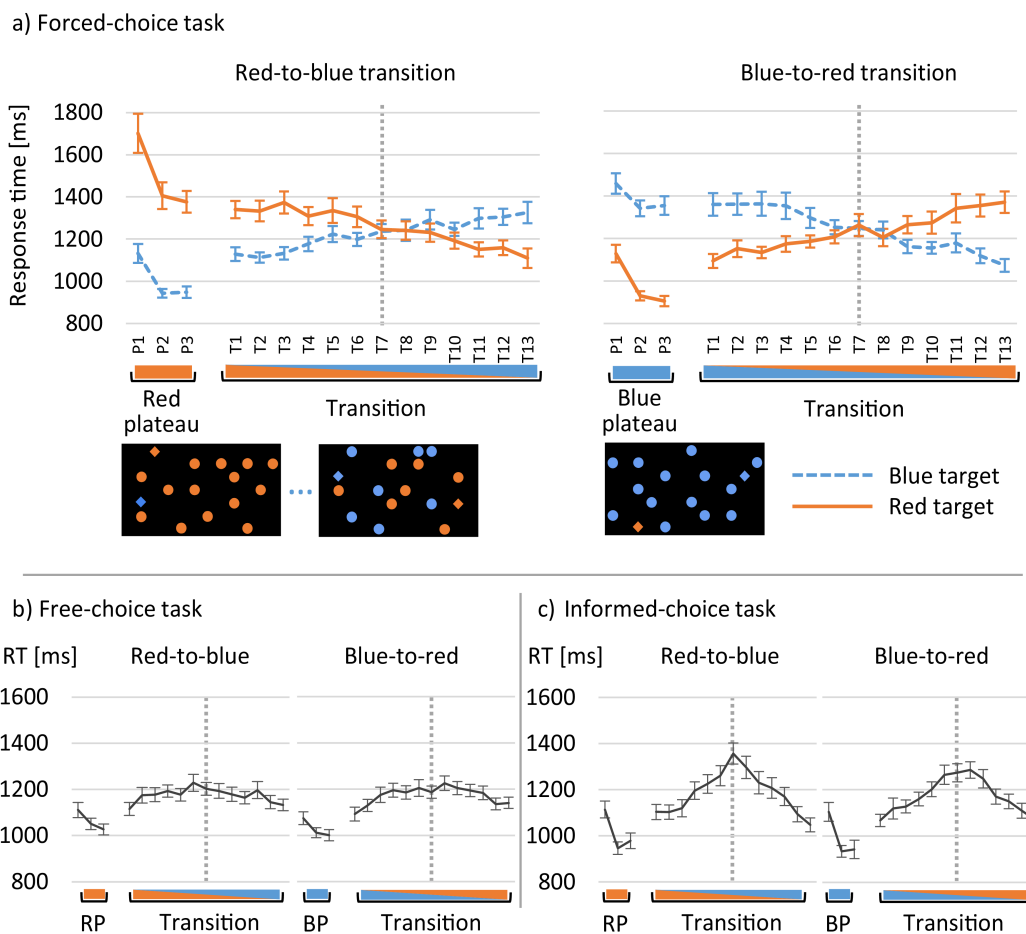 a) Forced-choice task
Red-to-blue transition
Blue-to-red transition
Response time [ms]
1800
1600
1400
1200
1000
800
P1 P2 P3 T1 T2 T3 T4 T5 T6 T7 T8 T9 T10 T11 T12 T13
P1 P2 P3 T1 T2 T3 T4 T5 T6 T7 T8 T9 T10 T11 T12 T13
Red
plateau
Transition
Blue
plateau
Transition
Blue target
Red target
b) Free-choice task
RT [ms]
Red-to-blue
Blue-to-red
1600
1400
1200
1000
800
RP
Transition
BP
Transition
c) Informed-choice task
RT [ms]
Red-to-blue
Blue-to-red
1600
1400
1200
1000
800
RP
Transition
BP
Transition